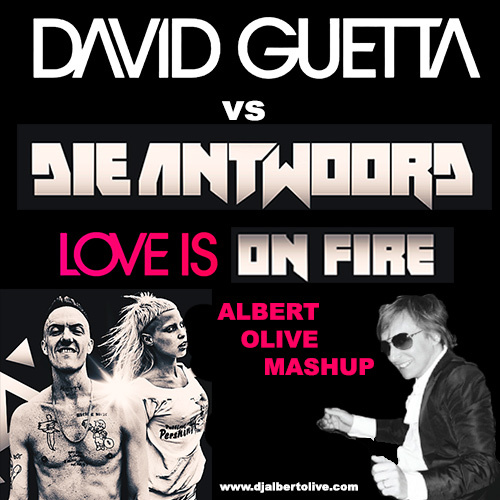 DAVID GUETTA
VS
DIE ANTWOORD
LOVE IS ON FIRE
ALBERT
OLIVE
MASHUP
www.djalbertolive.com